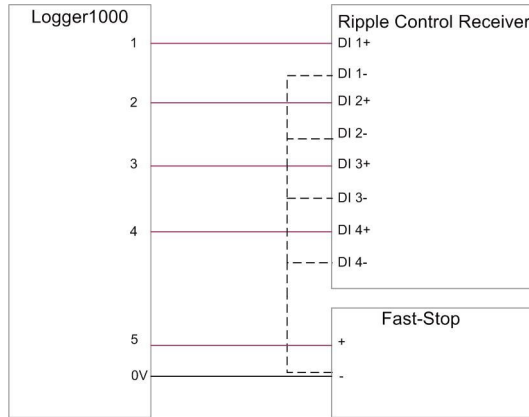 Logger1000
Ripple Control Receiver
1
DI 1+
DI 1-
2
DI 2+
DI 2-
3
DI 3+
DI 3-
4
DI 4+
DI 4-
Fast-Stop
5
+
0V
-